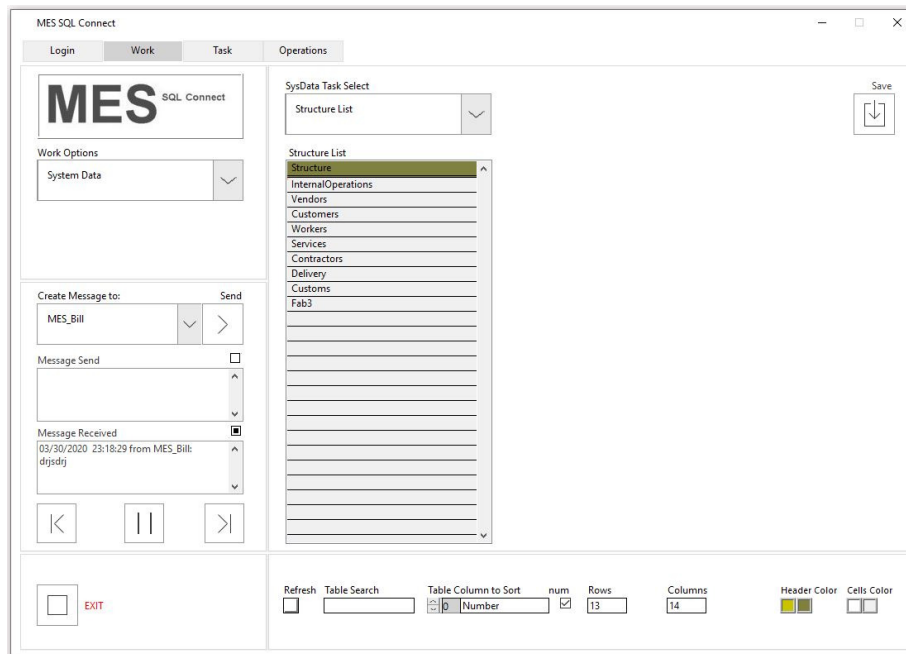 MES SQL Connect
Login Work Task Operations
MES SQL Connect
Work Options
System Data
SysData Task Select
Structure List
Save
Structure List
Structure
InternalOperations
Vendors
Customers
Workers
Services
Contractors
Delivery
Customs
Fab3
Create Message to: Send
MES_Bill
Message Send
Message Received
03/30/2020 23:18:29 from MES_Bill:
drjsdrj
EXIT
Refresh Table Search Table Column to Sort num Rows Columns Header Color Cells Color
0 Number 13 14